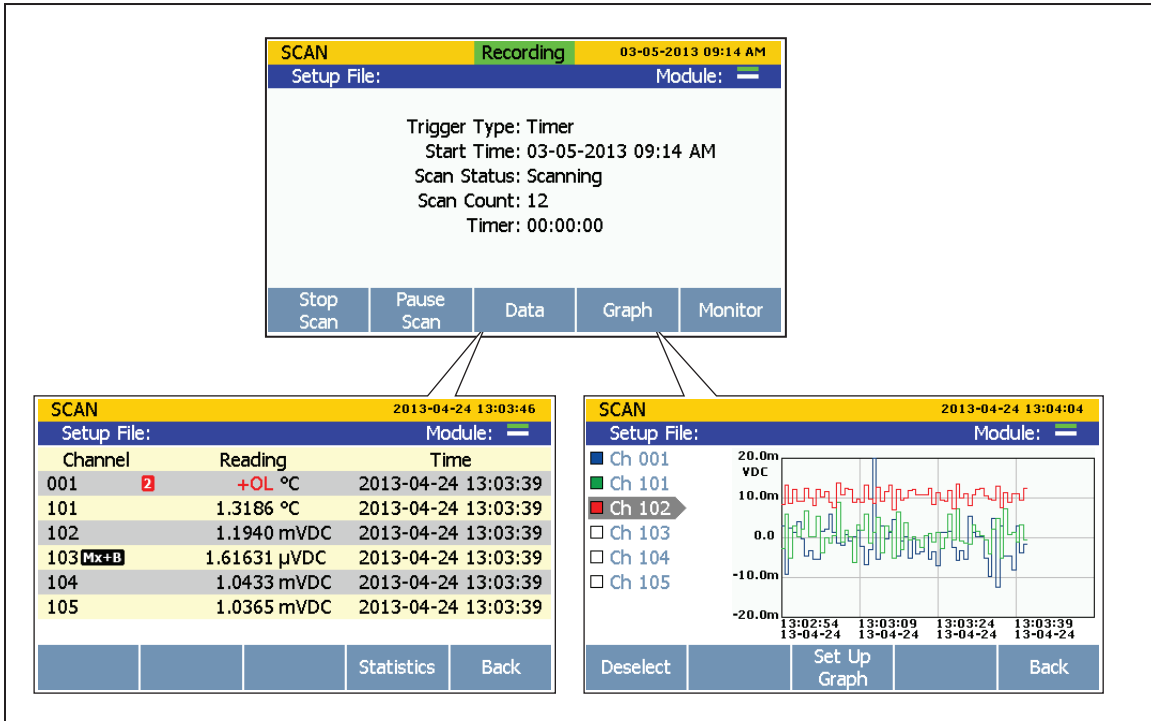 SCAN Recording 03-05-2013 09:14 AM
Setup File: Module:
Trigger Type: Timer
Start Time: 03-05-2013 09:14 AM
Scan Status: Scanning
Scan Count: 12
Timer: 00:00:00
Stop Scan Pause Scan Data Graph Monitor
SCAN 2013-04-24 13:03:46
Setup File: Module:
Channel Reading Time
001 2 +OL °C 2013-04-24 13:03:39
101 1.3186 °C 2013-04-24 13:03:39
102 1.1940 mVDC 2013-04-24 13:03:39
103 Mx+B 1.61631 µVDC 2013-04-24 13:03:39
104 1.0433 mVDC 2013-04-24 13:03:39
105 1.0365 mVDC 2013-04-24 13:03:39
Statistics Back
SCAN 2013-04-24 13:04:04
Setup File: Module:
Ch 001
Ch 101
Ch 102
Ch 103
Ch 104
Ch 105
20.0m
VDC
10.0m
0.0
-10.0m
-20.0m
13:02:54 13:03:09 13:03:24 13:03:39
13-04-24 13-04-24 13-04-24 13-04-24
Deselect Set Up Graph Back